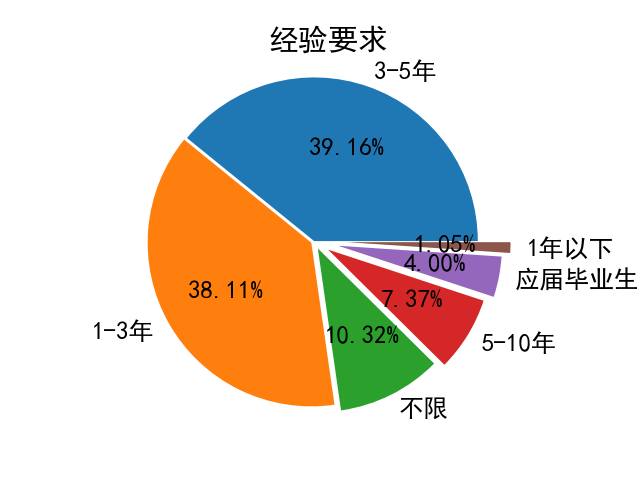 经验要求
3-5年
39.16%
1.05%
1年以下
4.00%
应届毕业生
38.11%
7.37%
1-3年
10.32%
5-10年
不限